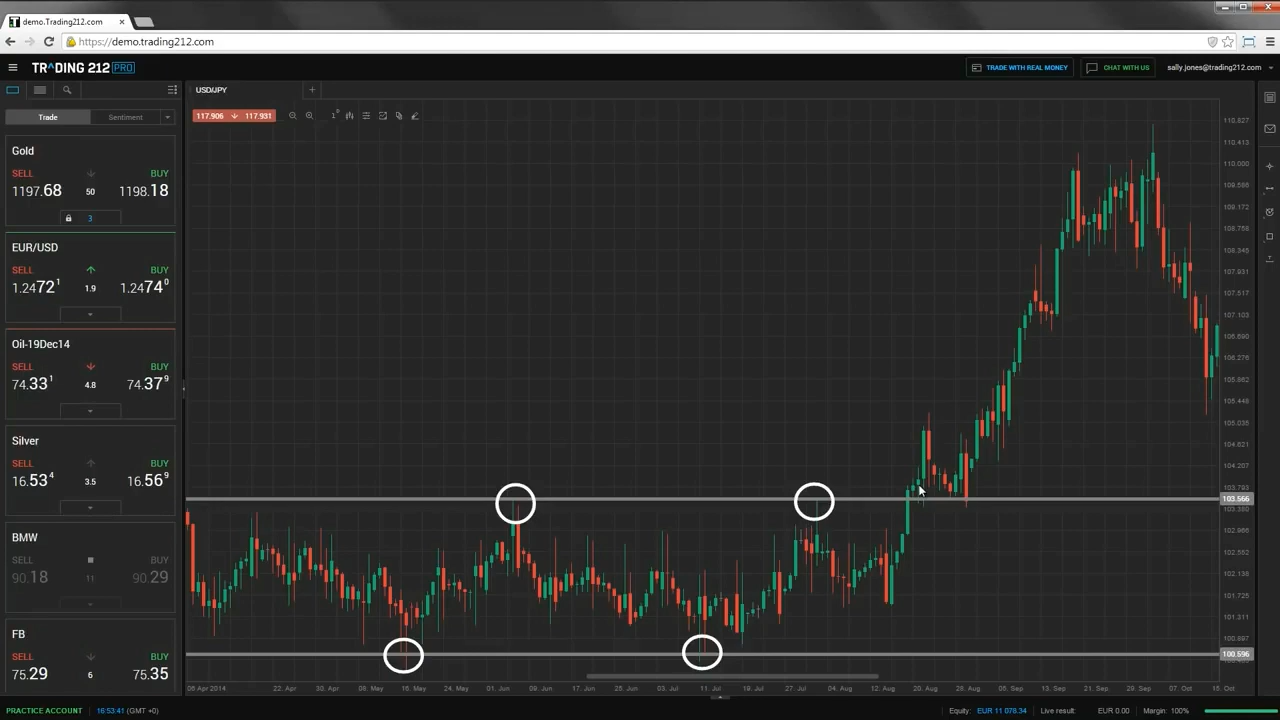 demo.Trading212.com
https://demo.trading212.com
TRADING 212 PRO
TRADE WITH REAL MONEY
CHAT WITH US
sally.jones@trading212.com
USD/JPY
Trade
Sentiment
117.906 117.931
Gold
SELL BUY
1197.68 50 1198.18
3
EUR/USD
SELL BUY
1.24721 1.9 1.24740
Oil-19Dec14
SELL BUY
74.331 4.8 74.379
Silver
SELL BUY
16.534 3.5 16.569
BMW
SELL BUY
90.18 11 90.29
FB
SELL BUY
75.29 6 75.35
110.827
110.413
110.000
109.586
109.172
108.758
108.345
107.931
107.517
107.103
106.690
106.276
105.862
105.448
105.035
104.621
104.207
103.793
103.566
103.380
102.966
102.552
102.138
101.725
101.311
100.897
100.596
06 Apr 2014 22. Apr 30. Apr 08. May 16. May 24. May 01. Jun 09. Jun 17. Jun 25. Jun 03. Jul 11. Jul 19. Jul 27. Jul 04. Aug 12. Aug 20. Aug 28. Aug 05. Sep 13. Sep 21. Sep 29. Sep 07. Oct 15. Oct
PRACTICE ACCOUNT 16:53:41 (GMT +0) Equity: EUR 11 078.34 Live result: EUR 0.00 Margin: 100%